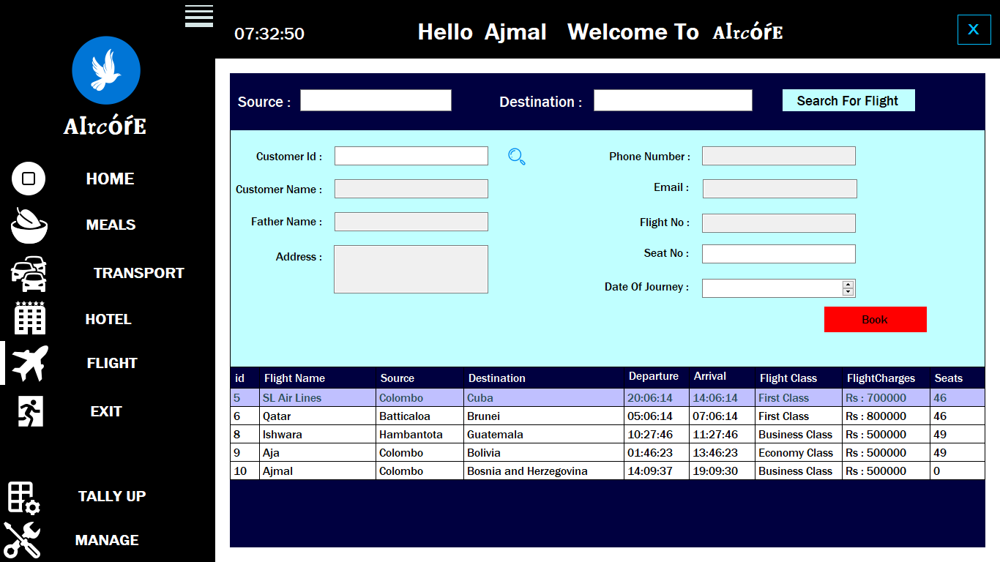 07:32:50
Hello Ajmal Welcome To AIrcóŕE
X
AIrcóŕE
HOME
MEALS
TRANSPORT
HOTEL
FLIGHT
EXIT
TALLY UP
MANAGE
Source :
Destination :
Search For Flight
Customer Id :
Customer Name :
Father Name :
Address :
Phone Number :
Email :
Flight No :
Seat No :
Date Of Journey :
Book
id Flight Name Source Destination Departure Arrival Flight Class FlightCharges Seats
5 SL Air Lines Colombo Cuba 20:06:14 14:06:14 First Class Rs : 700000 46
6 Qatar Batticaloa Brunei 05:06:14 07:06:14 First Class Rs : 800000 46
8 Ishwara Hambantota Guatemala 10:27:46 11:27:46 Business Class Rs : 500000 49
9 Aja Colombo Bolivia 01:46:23 13:46:23 Economy Class Rs : 500000 49
10 Ajmal Colombo Bosnia and Herzegovina 14:09:37 19:09:30 Business Class Rs : 500000 0